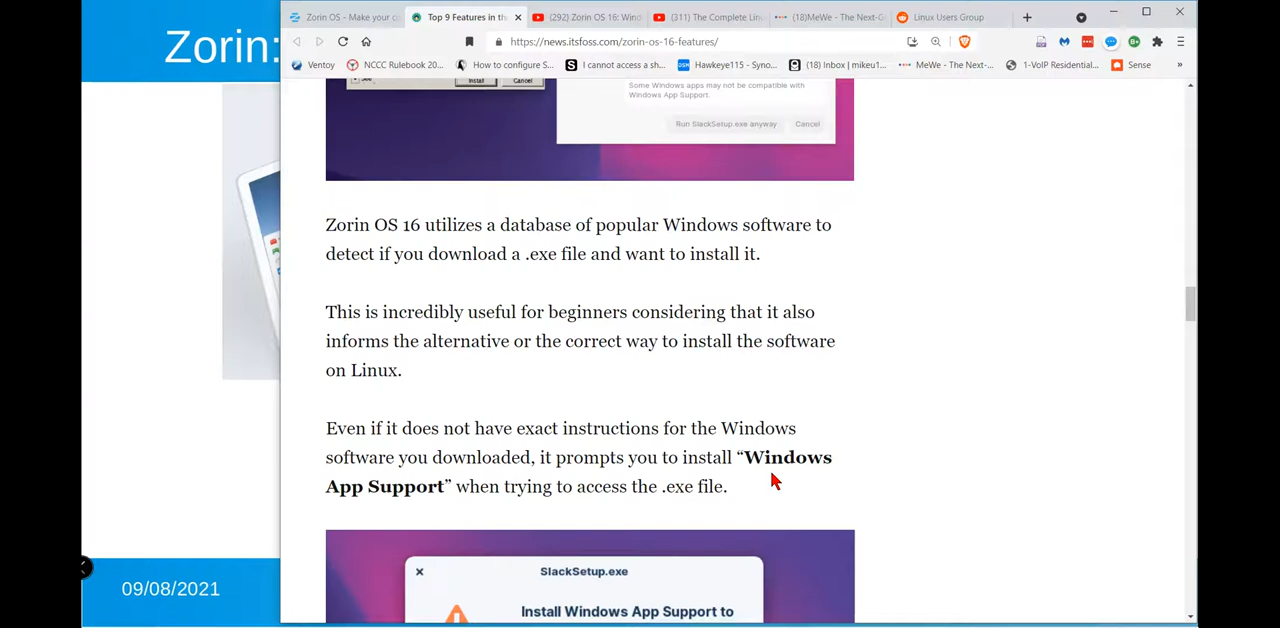 Zorin:
Zorin OS - Make your c
Top 9 Features in th
(292) Zorin OS 16: Wind
(311) The Complete Lin
(18)MeWe - The Next-G
Linux Users Group
https://news.itsfoss.com/zorin-os-16-features/
Ventoy
NCCC Rulebook 20...
How to configure S...
I cannot access a sh...
Hawkeye115 - Syno...
(18) Inbox | mikeu1...
MeWe - The Next-...
1-VoIP Residential...
Sense
»
Install
Cancel
Some Windows apps may not be compatible with
Windows App Support.
Run SlackSetup.exe anyway
Cancel
Zorin OS 16 utilizes a database of popular Windows software to
detect if you download a .exe file and want to install it.
This is incredibly useful for beginners considering that it also
informs the alternative or the correct way to install the software
on Linux.
Even if it does not have exact instructions for the Windows
software you downloaded, it prompts you to install “Windows
App Support” when trying to access the .exe file.
SlackSetup.exe
Install Windows App Support to
09/08/2021